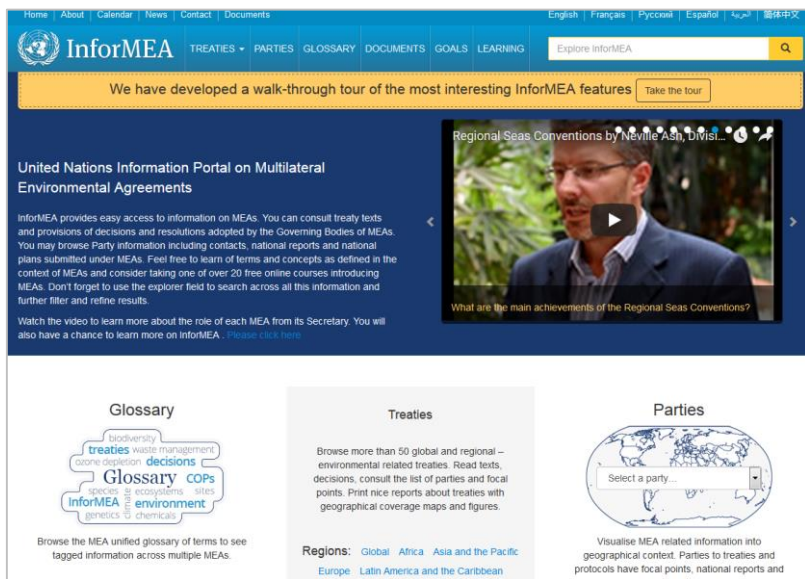 Home | About | Calendar | News | Contact | Documents
English | Français | Русский | Español | العربية | 简体中文
InforMEA
TREATIES PARTIES GLOSSARY DOCUMENTS GOALS LEARNING
Explore InforMEA
We have developed a walk-through tour of the most interesting InforMEA features Take the tour
United Nations Information Portal on Multilateral
Environmental Agreements
InforMEA provides easy access to information on MEAs. You can consult treaty texts
and provisions of decisions and resolutions adopted by the Governing Bodies of MEAs.
You may browse Party information including contacts, national reports and national
plans submitted under MEAs. Feel free to learn of terms and concepts as defined in the
context of MEAs and consider taking one of over 20 free online courses introducing
MEAs. Don't forget to use the explorer field to search across all this information and
further filter and refine results.
Watch the video to learn more about the role of each MEA from its Secretary. You will
also have a chance to learn more on InforMEA . Please click here
Regional Seas Conventions by Neville Ash, Divisi...
What are the main achievements of the Regional Seas Conventions?
Glossary
biodiversity
treaties waste management
ozone depletion decisions
Glossary COPs
species climate ecosystems sites
InforMEA environment
genetics chemicals
Browse the MEA unified glossary of terms to see
tagged information across multiple MEAs.
Treaties
Browse more than 50 global and regional –
environmental related treaties. Read texts,
decisions, consult the list of parties and focal
points. Print nice reports about treaties with
geographical coverage maps and figures.
Regions: Global Africa Asia and the Pacific
Europe Latin America and the Caribbean
Parties
Select a party...
Visualise MEA related information into
geographical context. Parties to treaties and
protocols have focal points, national reports and